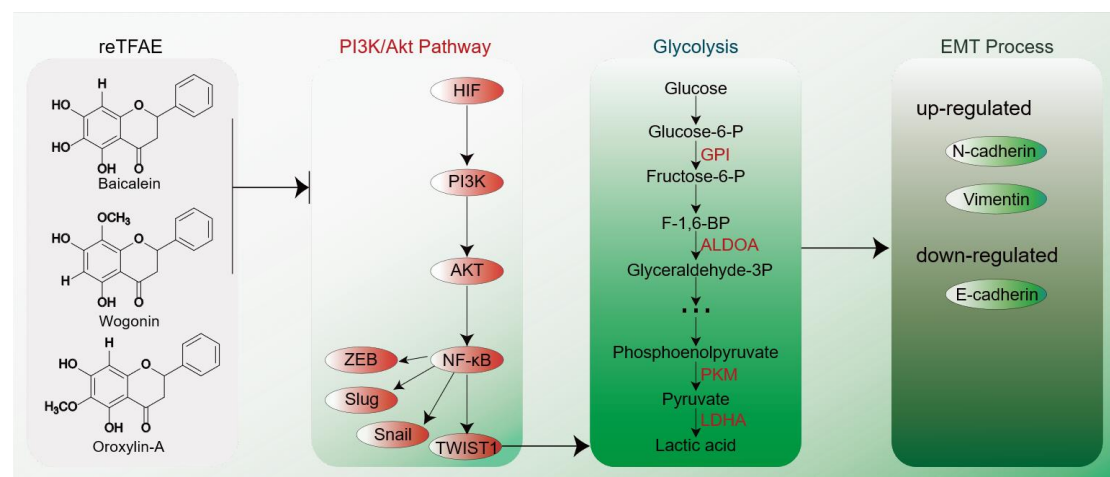 reTFAE
H
HO
O
HO
OH
O
Baicalein
OCH₃
HO
O
H
OH
O
Wogonin
H
HO
O
H₃CO
OH
O
Oroxylin-A
PI3K/Akt Pathway
HIF
PI3K
AKT
ZEB
NF-κB
Slug
Snail
TWIST1
Glycolysis
Glucose
Glucose-6-P
GPI
Fructose-6-P
F-1,6-BP
ALDOA
Glyceraldehyde-3P
...
Phosphoenolpyruvate
PKM
Pyruvate
LDHA
Lactic acid
EMT Process
up-regulated
N-cadherin
Vimentin
down-regulated
E-cadherin